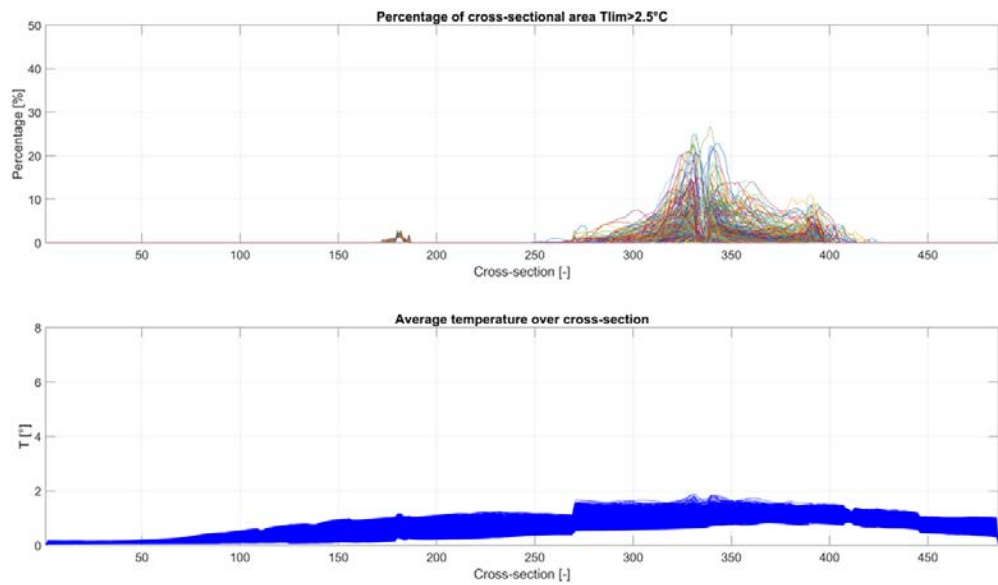 Percentage of cross-sectional area Tlim>2.5°C
50
40
30
20
10
0
Percentage [%]
50 100 150 200 250 300 350 400 450
Cross-section [-]
Average temperature over cross-section
8
6
4
2
0
T [°]
50 100 150 200 250 300 350 400 450
Cross-section [-]